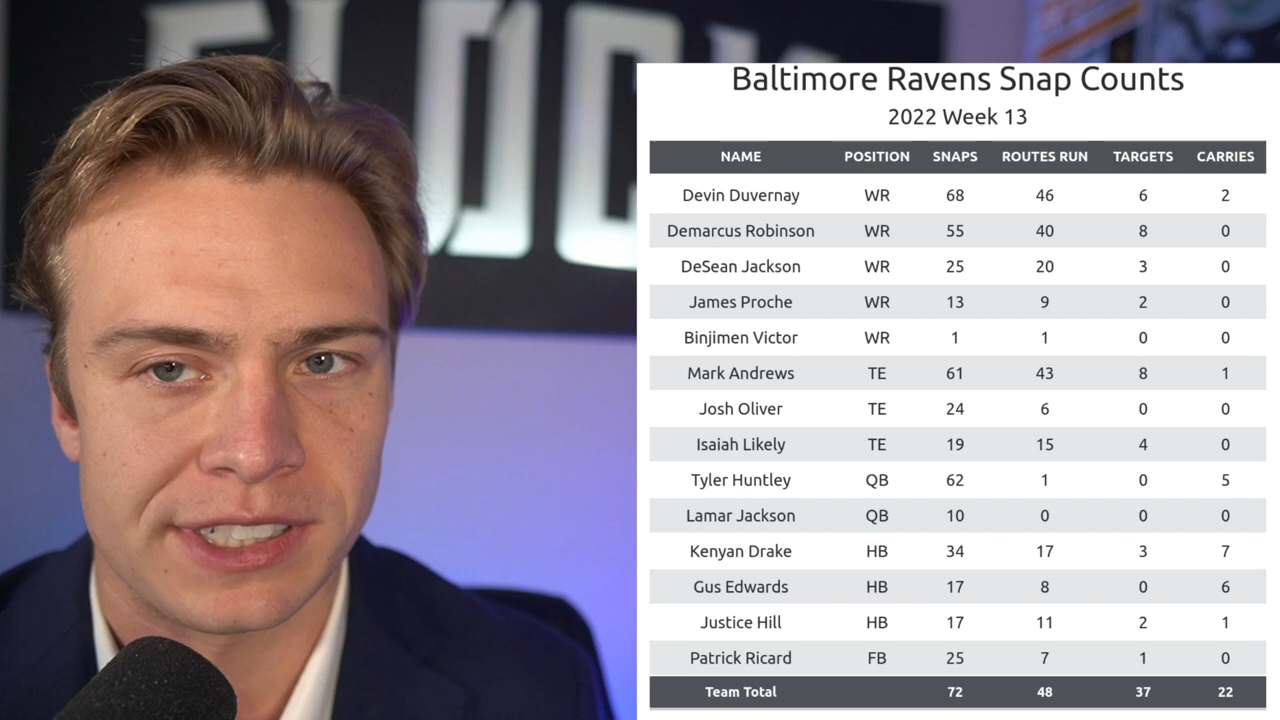 Baltimore Ravens Snap Counts
2022 Week 13
NAME POSITION SNAPS ROUTES RUN TARGETS CARRIES
Devin Duvernay WR 68 46 6 2
Demarcus Robinson WR 55 40 8 0
DeSean Jackson WR 25 20 3 0
James Proche WR 13 9 2 0
Binjimen Victor WR 1 1 0 0
Mark Andrews TE 61 43 8 1
Josh Oliver TE 24 6 0 0
Isaiah Likely TE 19 15 4 0
Tyler Huntley QB 62 1 0 5
Lamar Jackson QB 10 0 0 0
Kenyan Drake HB 34 17 3 7
Gus Edwards HB 17 8 0 6
Justice Hill HB 17 11 2 1
Patrick Ricard FB 25 7 1 0
Team Total 72 48 37 22